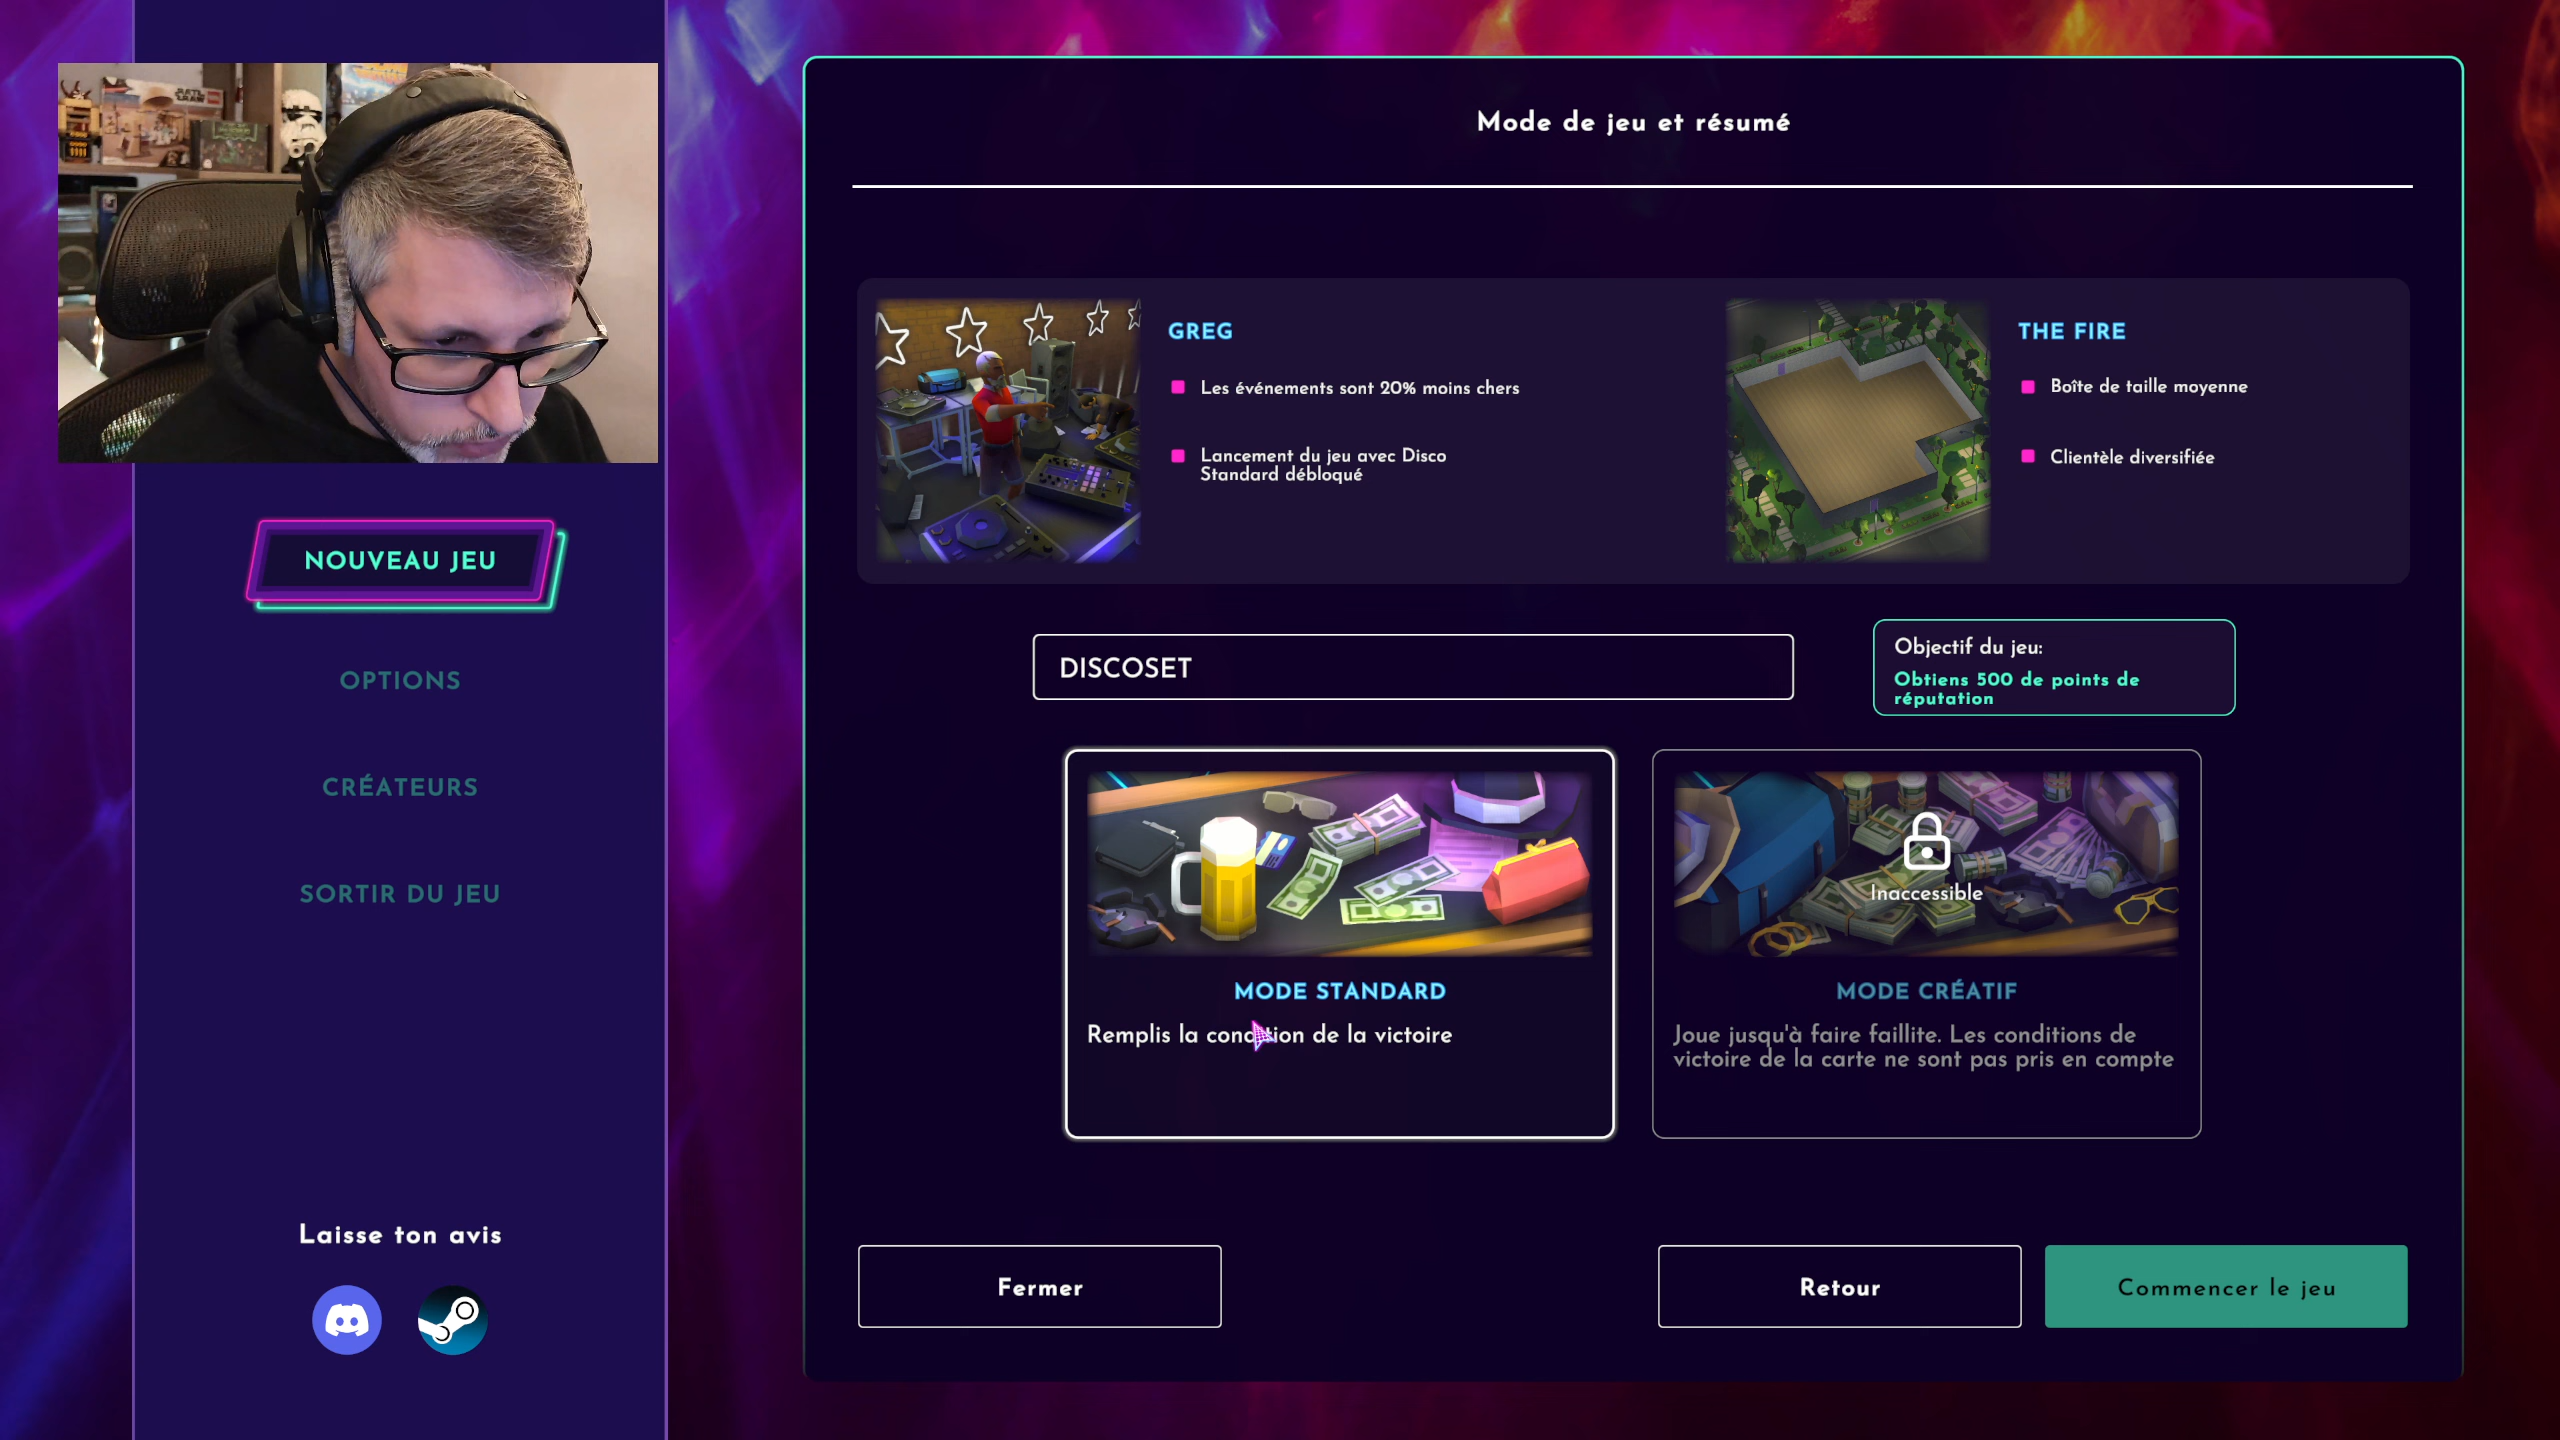 NOUVEAU JEU
OPTIONS
CRÉATEURS
SORTIR DU JEU
Laisse ton avis
Mode de jeu et résumé
GREG
Les événements sont 20% moins chers
Lancement du jeu avec Disco
Standard débloqué
THE FIRE
Boîte de taille moyenne
Clientèle diversifiée
DISCOSET
Objectif du jeu:
Obtiens 500 de points de
réputation
MODE STANDARD
Remplis la condition de la victoire
Inaccessible
MODE CRÉATIF
Joue jusqu'à faire faillite. Les conditions de
victoire de la carte ne sont pas pris en compte
Fermer
Retour
Commencer le jeu